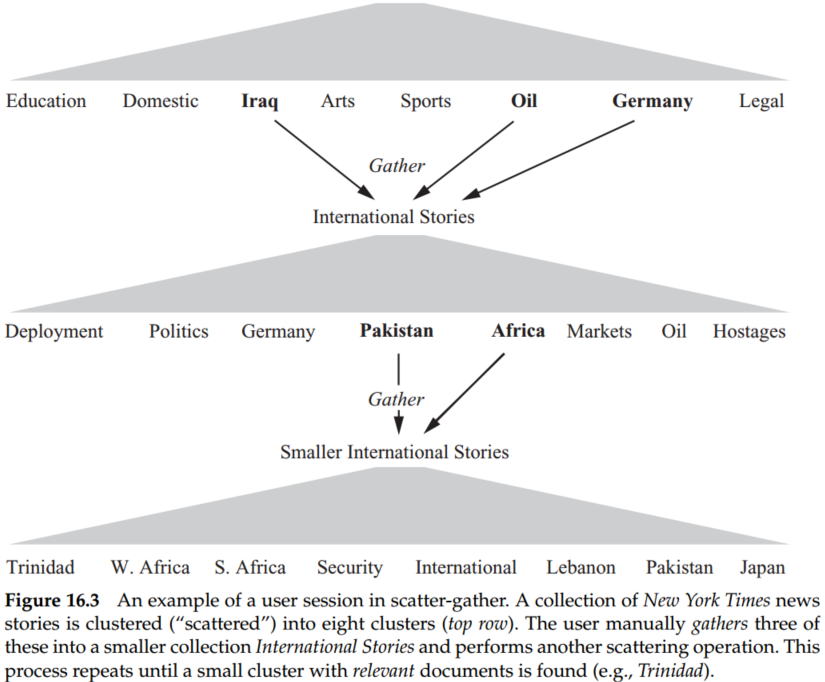 Education Domestic Iraq Arts Sports Oil Germany Legal
Gather
International Stories
Deployment Politics Germany Pakistan Africa Markets Oil Hostages
Gather
Smaller International Stories
Trinidad W. Africa S. Africa Security International Lebanon Pakistan Japan
Figure 16.3 An example of a user session in scatter-gather. A collection of New York Times news
stories is clustered (“scattered”) into eight clusters (top row). The user manually gathers three of
these into a smaller collection International Stories and performs another scattering operation. This
process repeats until a small cluster with relevant documents is found (e.g., Trinidad).